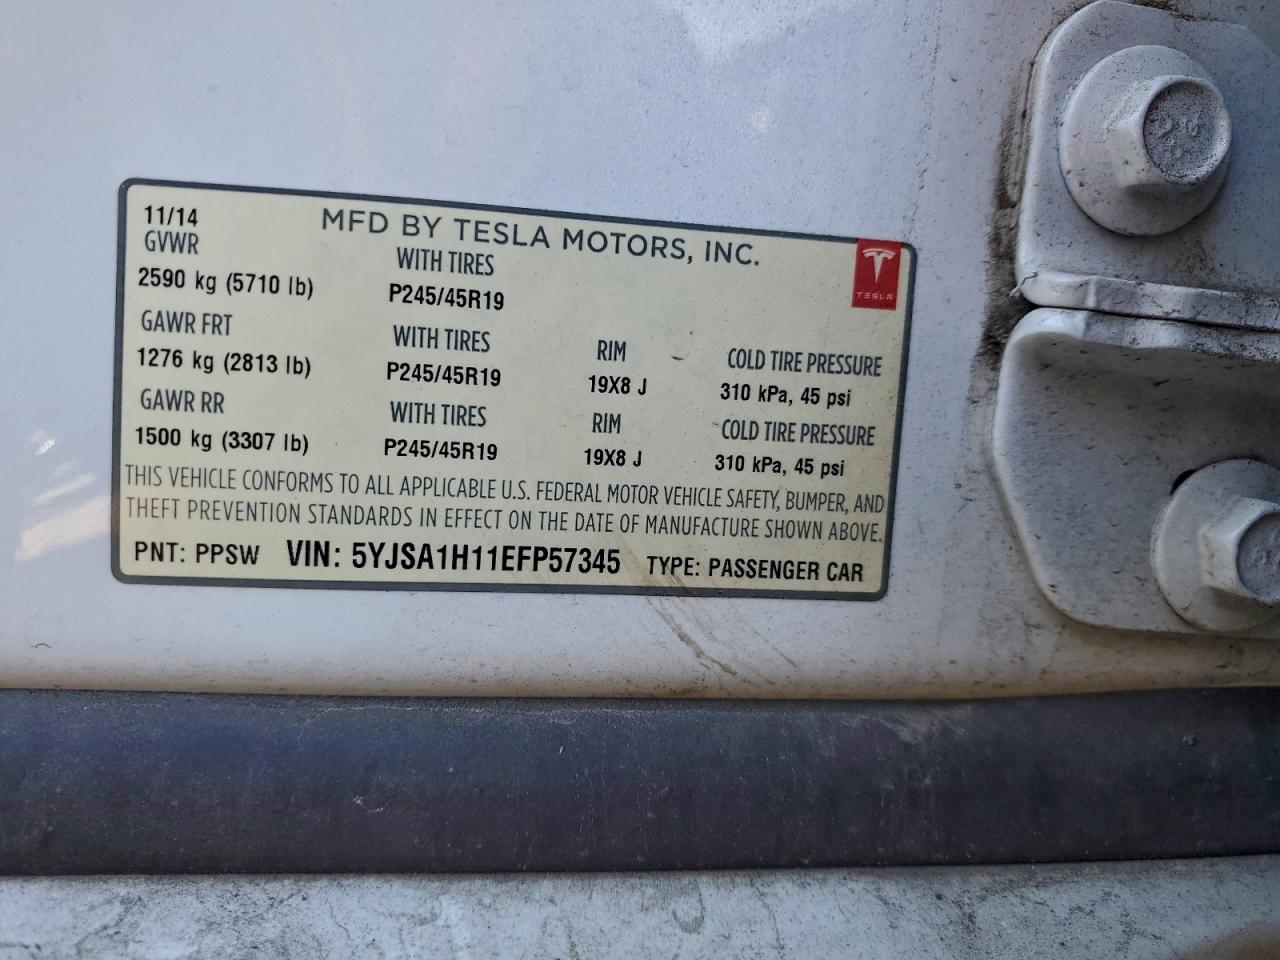 11/14 MFD BY TESLA MOTORS, INC.
GVWR WITH TIRES
2590 kg (5710 lb) P245/45R19
TESLA
GAWR FRT WITH TIRES RIM COLD TIRE PRESSURE
1276 kg (2813 lb) P245/45R19 19X8 J 310 kPa, 45 psi
GAWR RR WITH TIRES RIM COLD TIRE PRESSURE
1500 kg (3307 lb) P245/45R19 19X8 J 310 kPa, 45 psi
THIS VEHICLE CONFORMS TO ALL APPLICABLE U.S. FEDERAL MOTOR VEHICLE SAFETY, BUMPER, AND
THEFT PREVENTION STANDARDS IN EFFECT ON THE DATE OF MANUFACTURE SHOWN ABOVE.
PNT: PPSW VIN: 5YJSA1H11EFP57345 TYPE: PASSENGER CAR